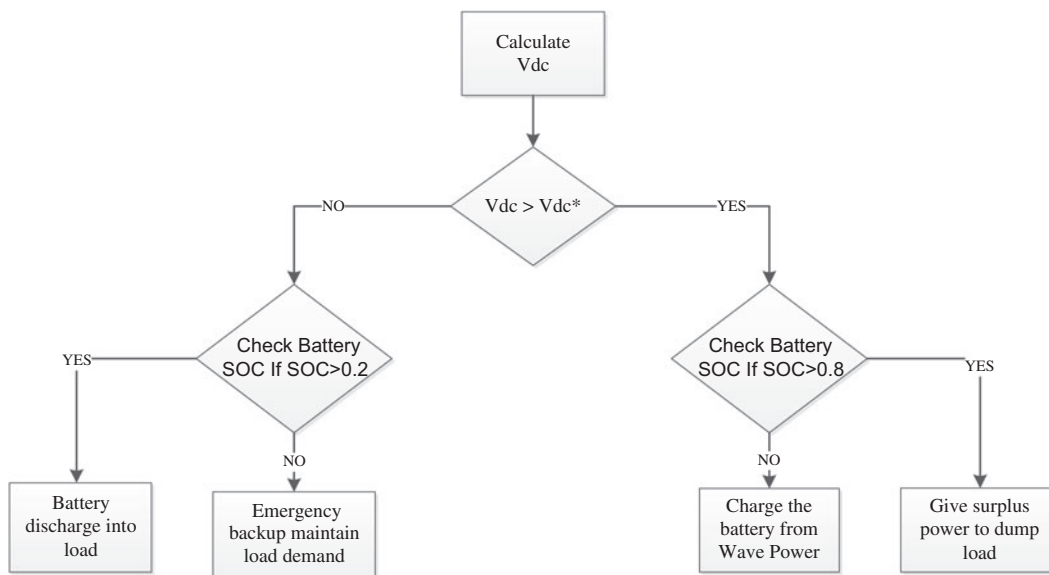 Calculate
Vdc
Vdc > Vdc*
NO
YES
Check Battery
SOC If SOC>0.2
Check Battery
SOC If SOC>0.8
YES
YES
NO
NO
Battery
discharge into
load
Emergency
backup maintain
load demand
Charge the
battery from
Wave Power
Give surplus
power to dump
load